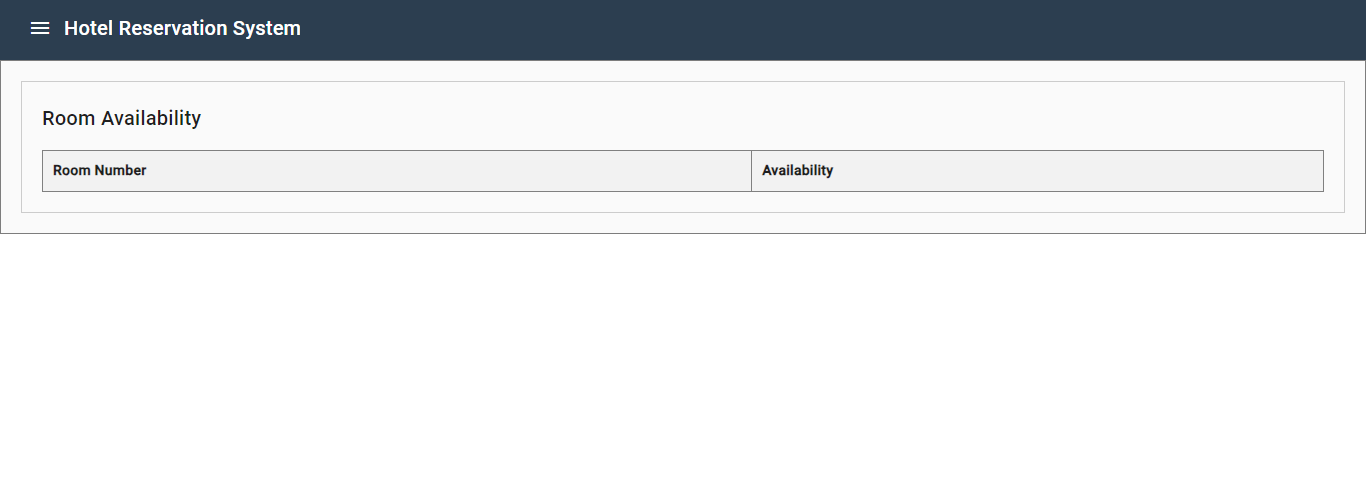 Hotel Reservation System
Room Availability
Room Number Availability